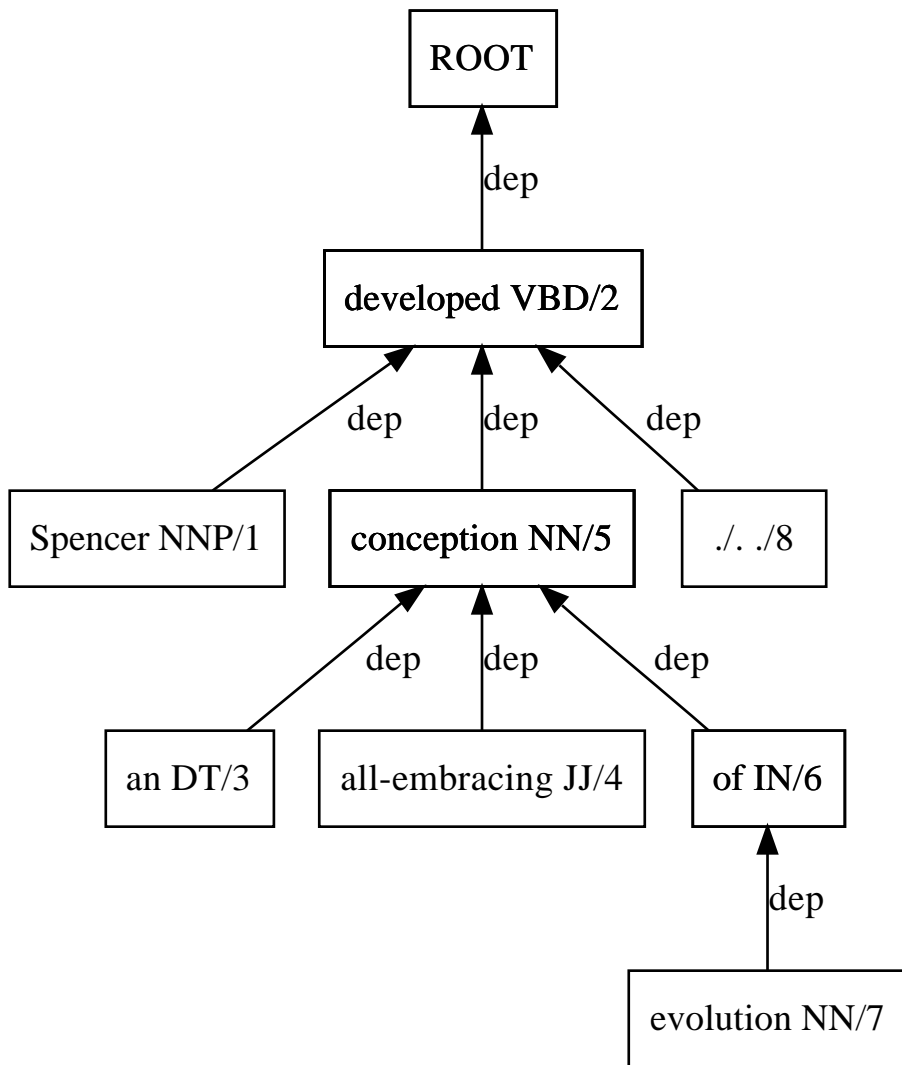 ROOT
dep
developed VBD/2
dep dep dep
Spencer NNP/1 conception NN/5 ./. ./8
dep dep dep
an DT/3 all-embracing JJ/4 of IN/6
dep
evolution NN/7